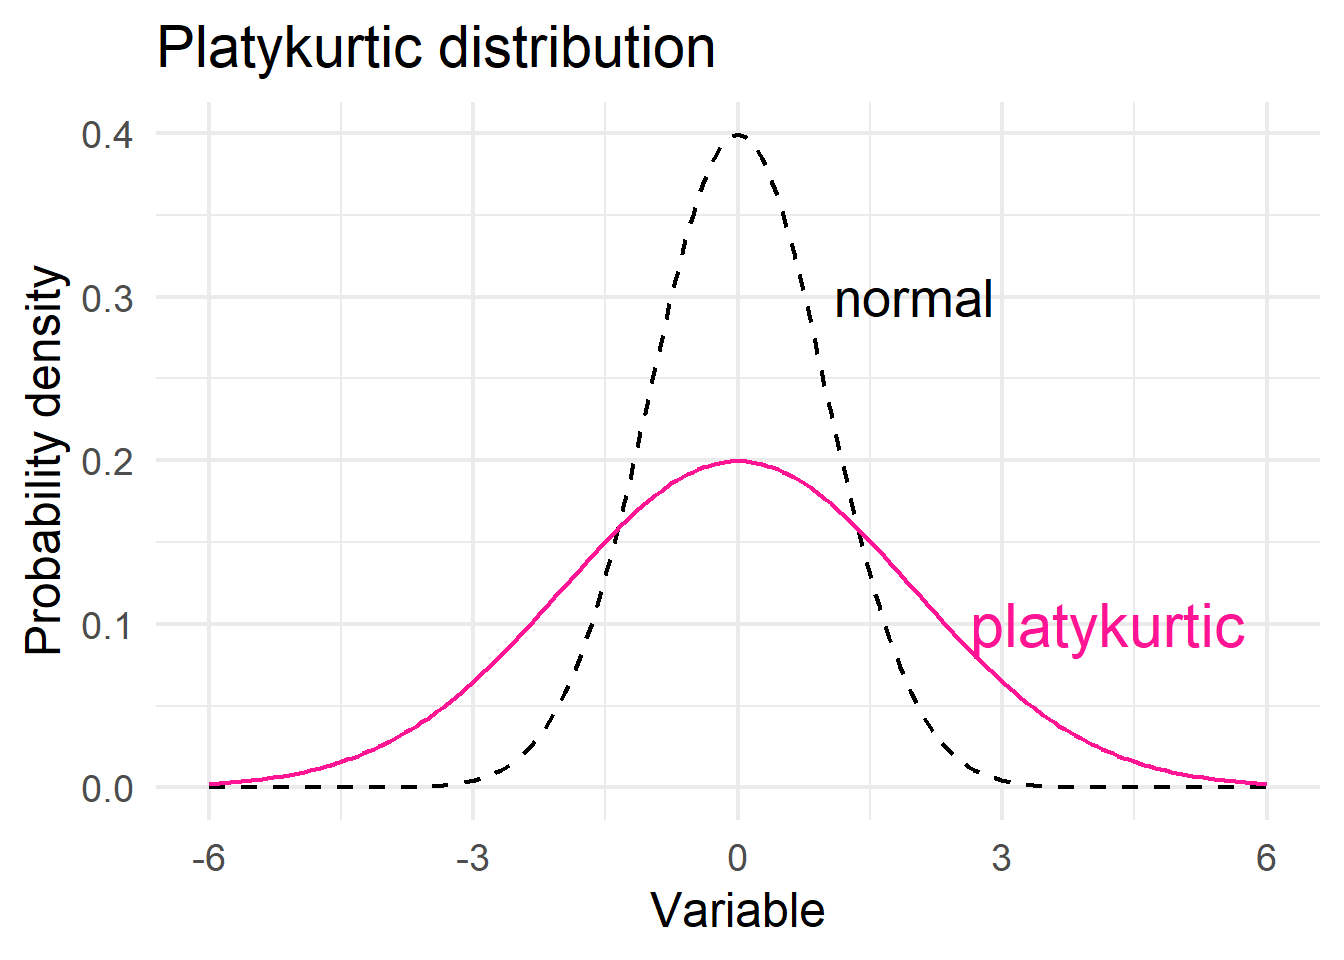 Platykurtic distribution
0.4
0.3
0.2
0.1
0.0
Probability density
normal
platykurtic
-6 -3 0 3 6
Variable